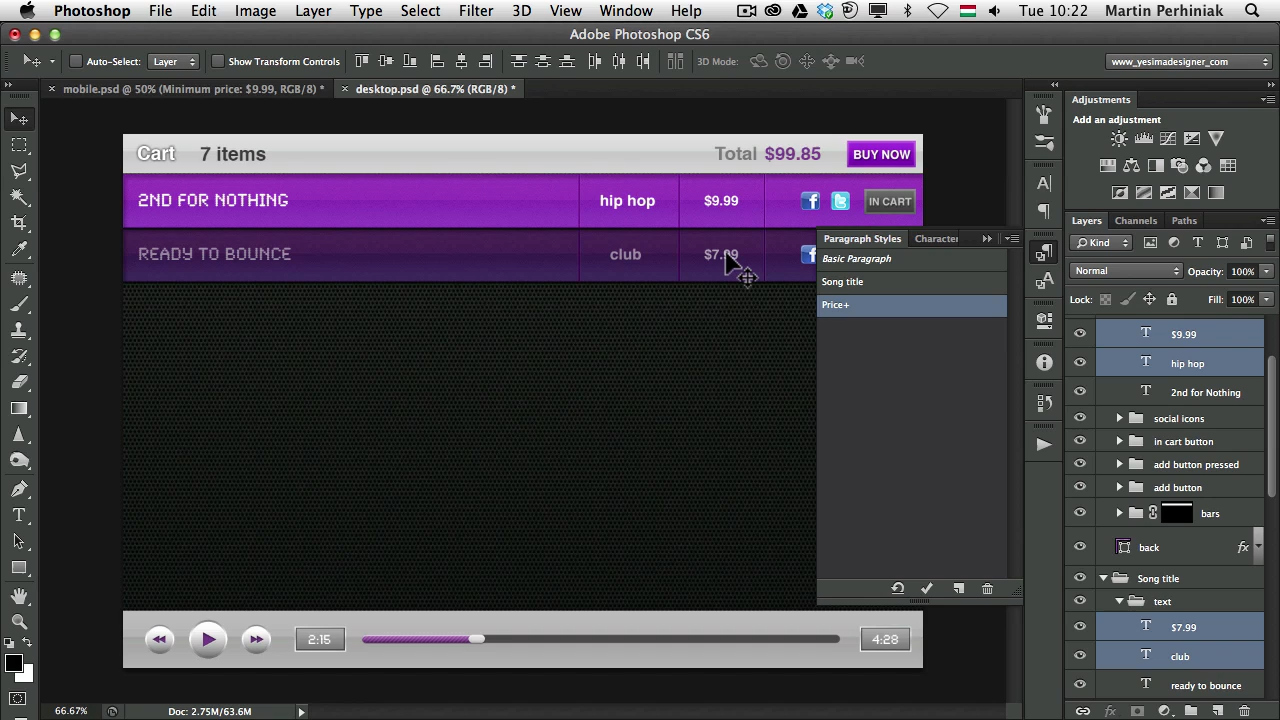 Photoshop File Edit Image Layer Type Select Filter 3D View Window Help Tue 10:22 Martin Perhiniak
Adobe Photoshop CS6
Auto-Select: Layer Show Transform Controls 3D Mode: www_yesimadesigner_com
mobile.psd @ 50% (Minimum price: $9.99, RGB/8) * desktop.psd @ 66.7% (RGB/8) *
Adjustments
Add an adjustment
Cart 7 items Total $99.85 BUY NOW
2ND FOR NOTHING hip hop $9.99 IN CART
READY TO BOUNCE club $7.99
Paragraph Styles Character
Basic Paragraph
Song title
Price+
Layers Channels Paths
Kind
Normal Opacity: 100%
Lock: Fill: 100%
$9.99
hip hop
2nd for Nothing
social icons
in cart button
add button pressed
add button
bars
back fx
Song title
text
$7.99
club
ready to bounce
2:15 4:28
66.67% Doc: 2.75M/63.6M
fx